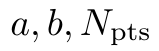 a, b, N_pts